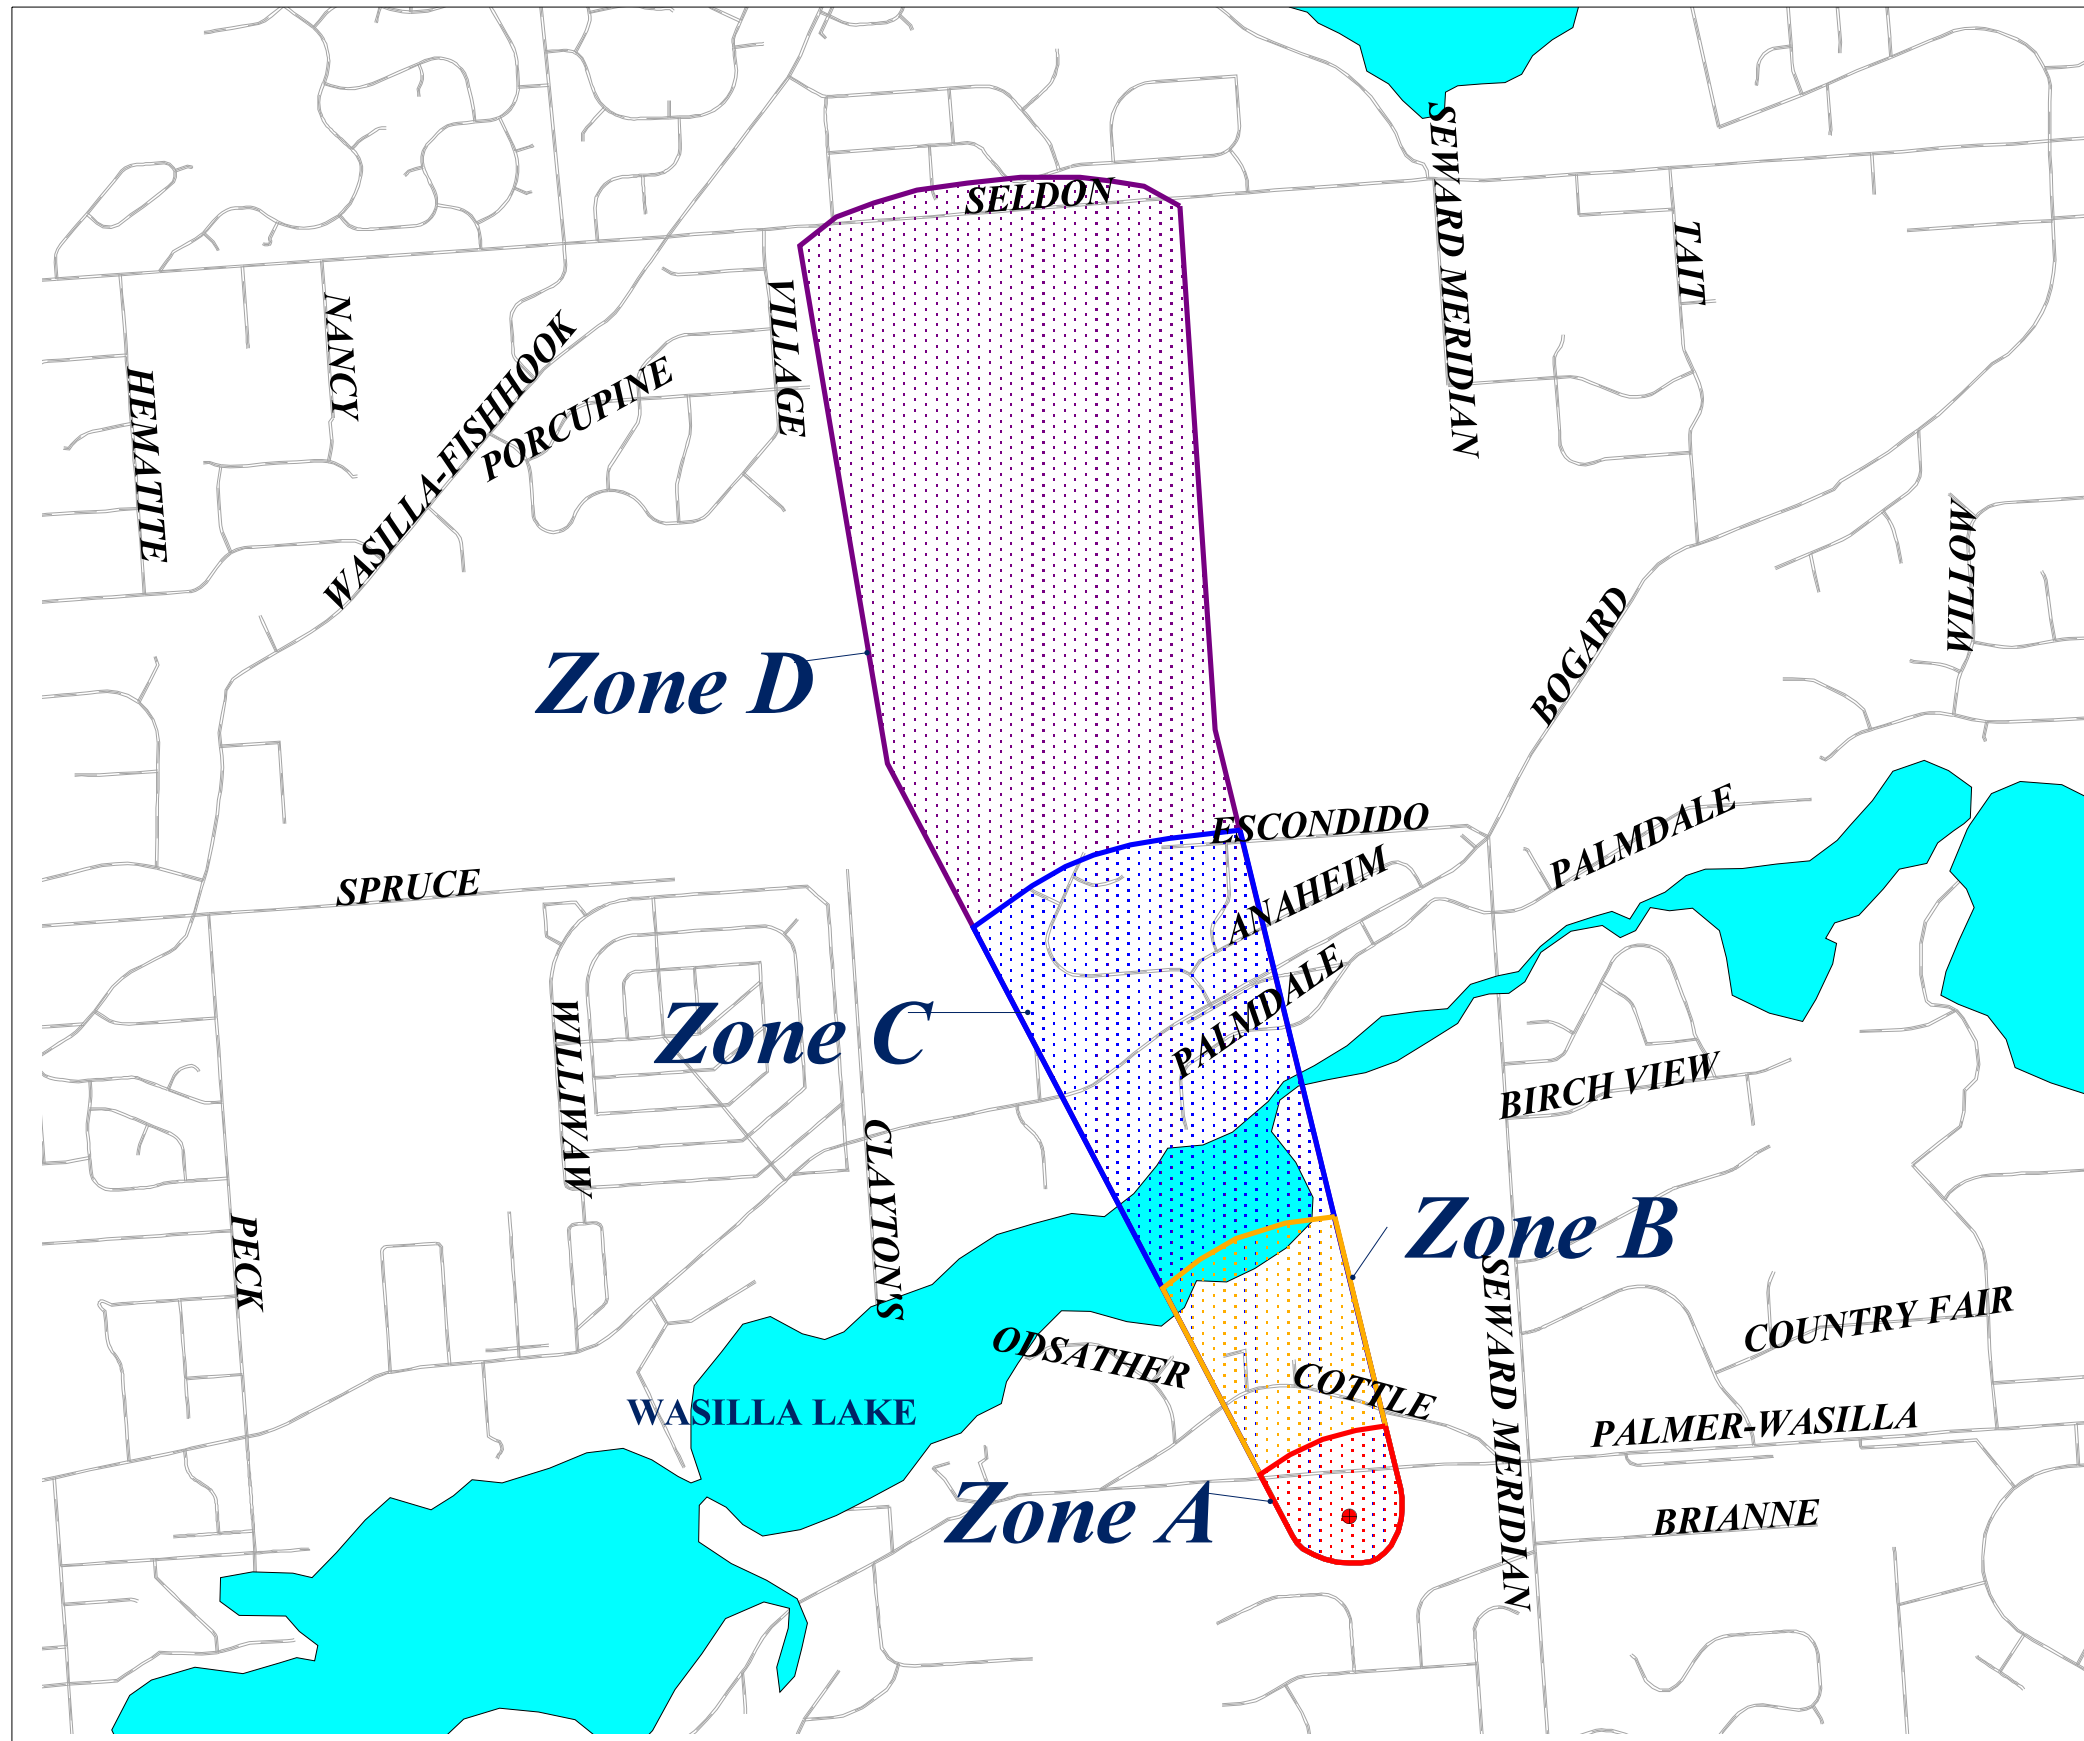 SEWARD MERIDIAN
SELDON
TAIT
VILLAGE
NANCY
WASILLA-FISHHOOK
PORCUPINE
HEMATITE
WILLOW
BOGARD
Zone D
ESCONDIDO
PALMDALE
ANAHEIM
SPRUCE
PALMDALE
Zone C
WILLIWAW
BIRCH VIEW
CLAYTON'S
Zone B
PECK
SEWARD MERIDIAN
COUNTRY FAIR
ODSATHER
COTTLE
WASILLA LAKE
PALMER-WASILLA
Zone A
BRIANNE